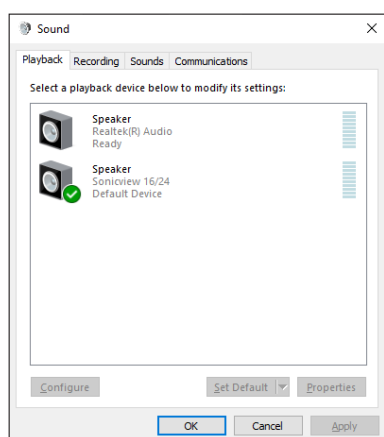 Sound
Playback Recording Sounds Communications
Select a playback device below to modify its settings:
Speaker
Realtek(R) Audio
Ready
Speaker
Sonicview 16/24
Default Device
Configure Set Default Properties
OK Cancel Apply